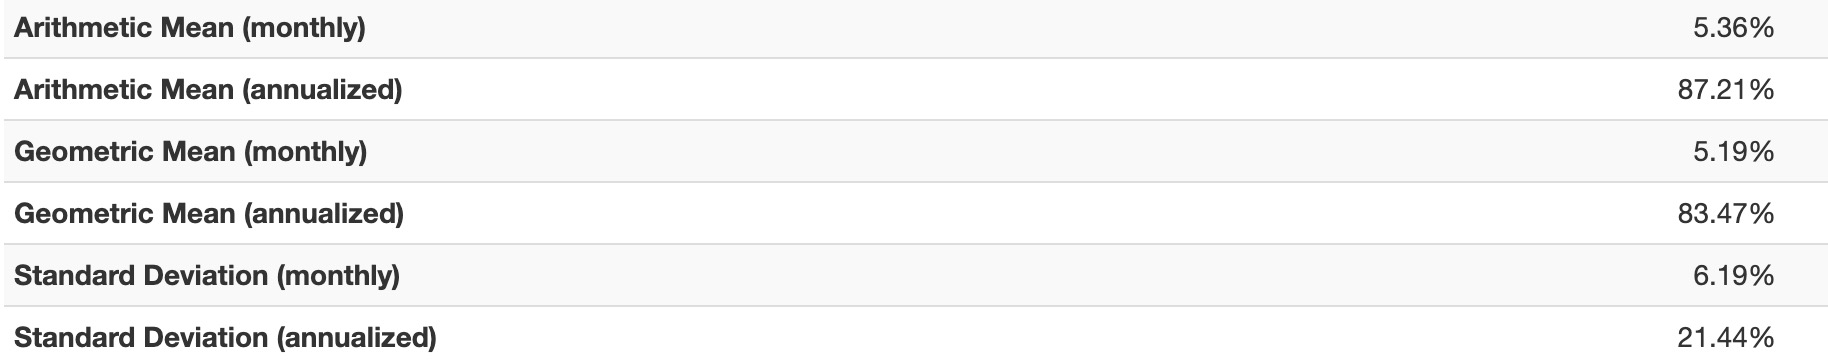 Arithmetic Mean (monthly) 5.36%
Arithmetic Mean (annualized) 87.21%
Geometric Mean (monthly) 5.19%
Geometric Mean (annualized) 83.47%
Standard Deviation (monthly) 6.19%
Standard Deviation (annualized) 21.44%